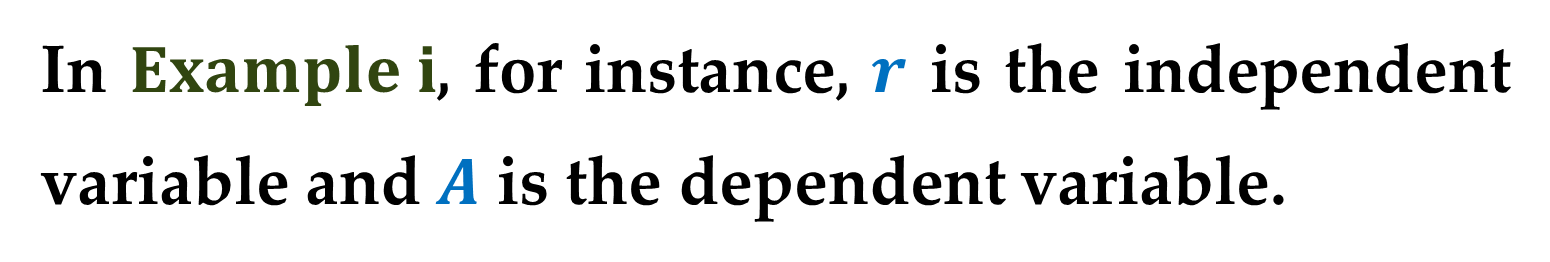 In Example i, for instance, r is the independent
variable and A is the dependent variable.